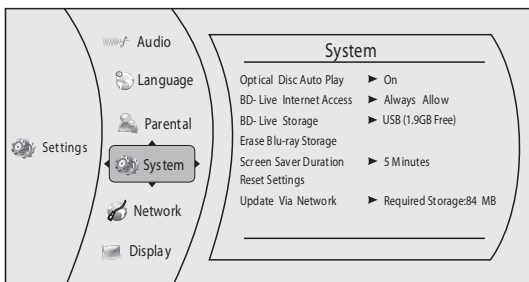 Settings
Audio
Language
Parental
System
Network
Display
System
Optical Disc Auto Play ► On
BD-Live Internet Access ► Always Allow
BD-Live Storage ► USB (1.9GB Free)
Erase Blu-ray Storage
Screen Saver Duration ► 5 Minutes
Reset Settings
Update Via Network ► Required Storage:84 MB